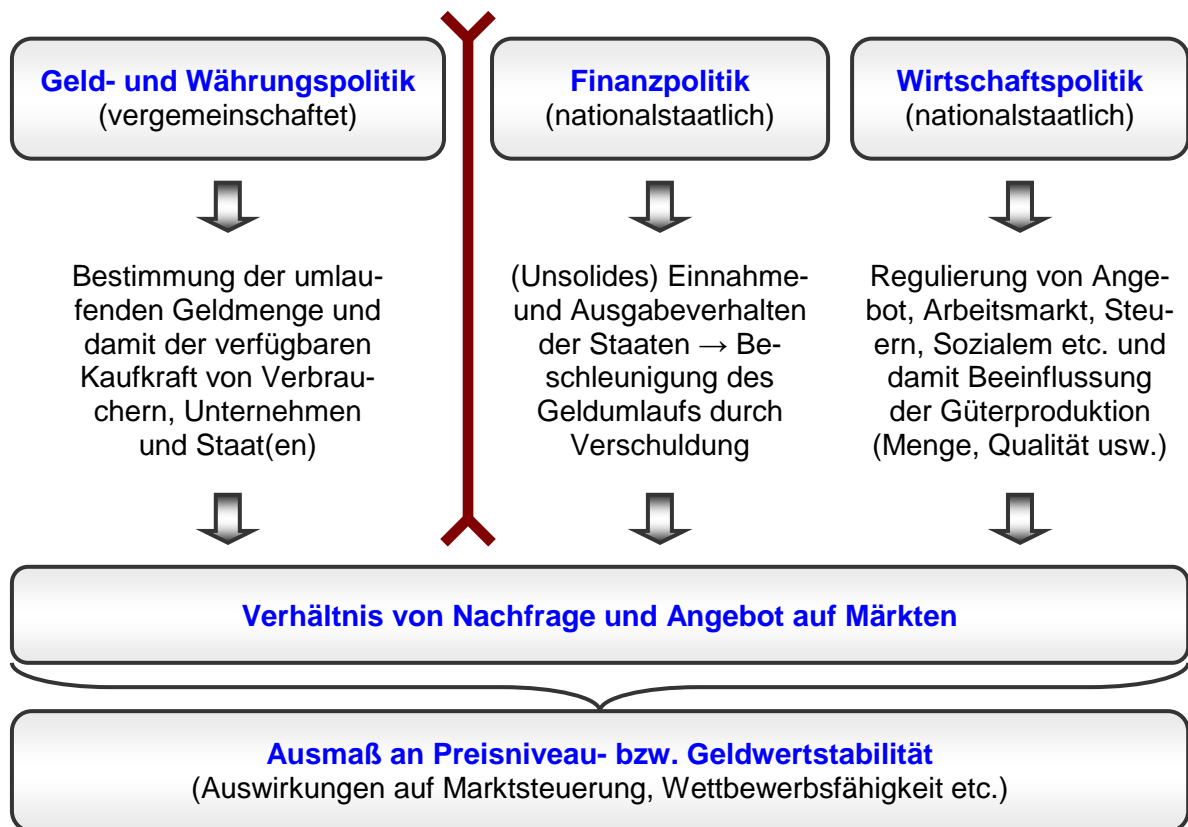 Geld- und Währungspolitik
(vergemeinschaftet)
Bestimmung der umlau-
fenden Geldmenge und
damit der verfügbaren
Kaufkraft von Verbrau-
chern, Unternehmen
und Staat(en)
Finanzpolitik
(nationalstaatlich)
(Unsolides) Einnahme-
und Ausgabeverhalten
der Staaten → Be-
schleunigung des
Geldumlaufs durch
Verschuldung
Wirtschaftspolitik
(nationalstaatlich)
Regulierung von Ange-
bot, Arbeitsmarkt, Steu-
ern, Sozialem etc. und
damit Beeinflussung
der Güterproduktion
(Menge, Qualität usw.)
Verhältnis von Nachfrage und Angebot auf Märkten
Ausmaß an Preisniveau- bzw. Geldwertstabilität
(Auswirkungen auf Marktsteuerung, Wettbewerbsfähigkeit etc.)